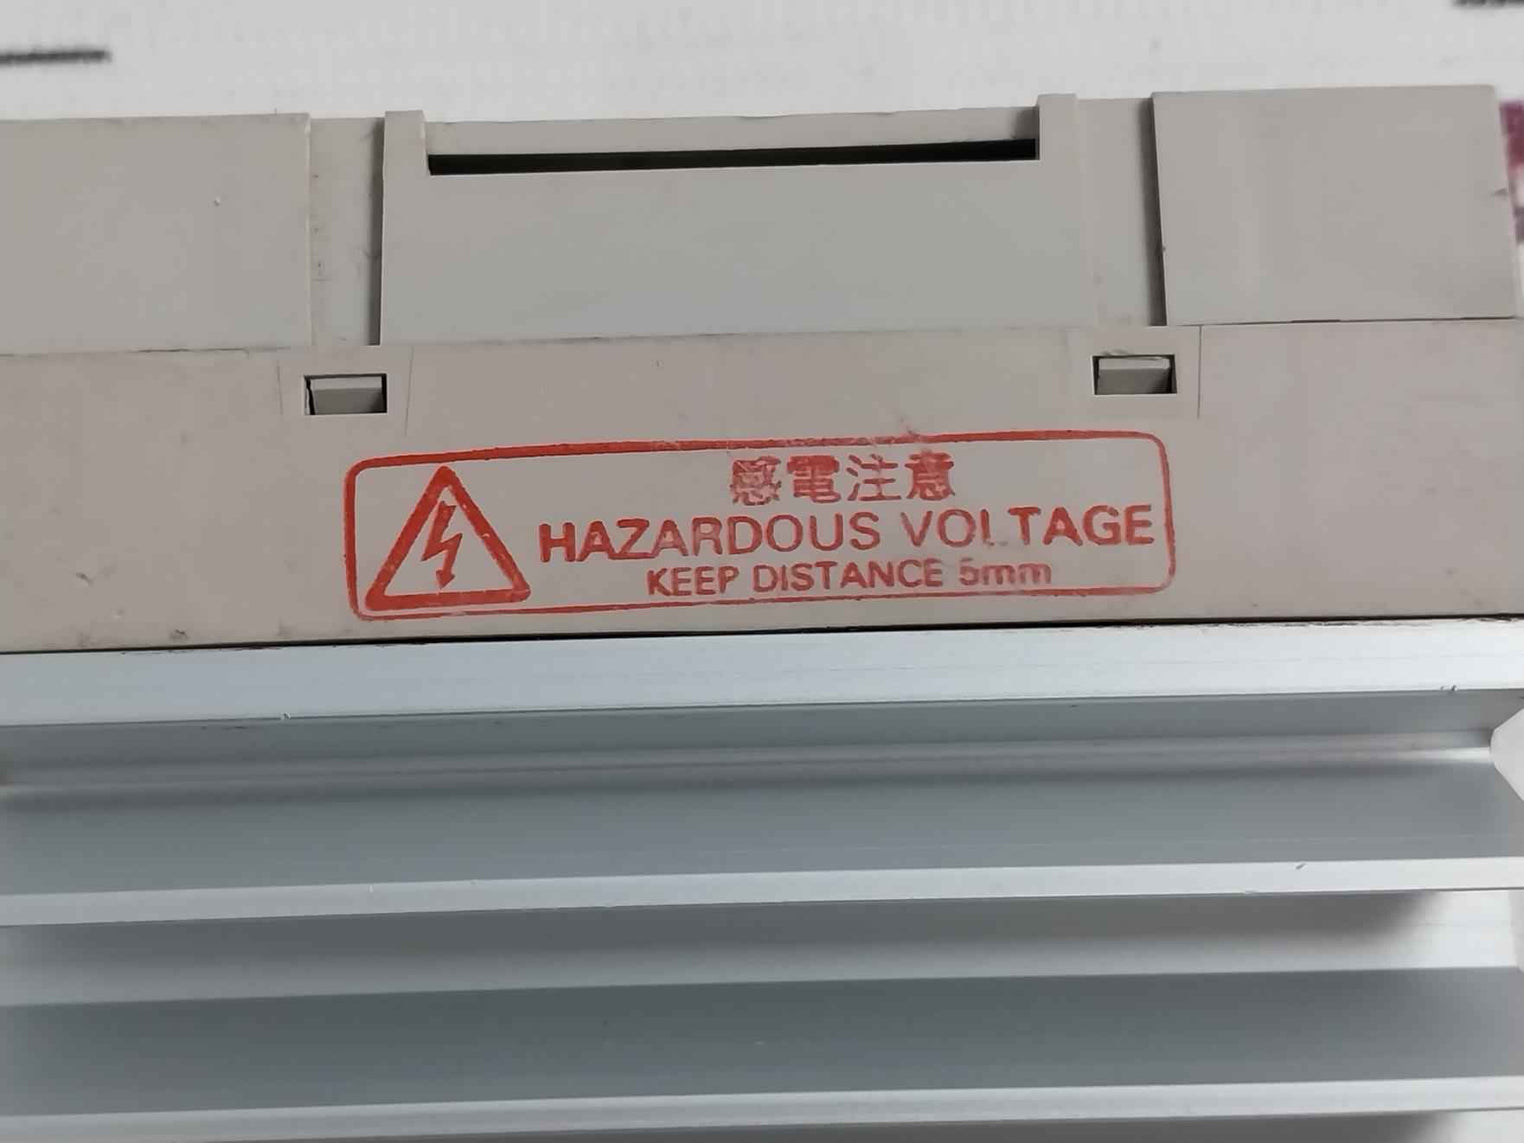 感電注意
HAZARDOUS VOLTAGE
KEEP DISTANCE 5mm